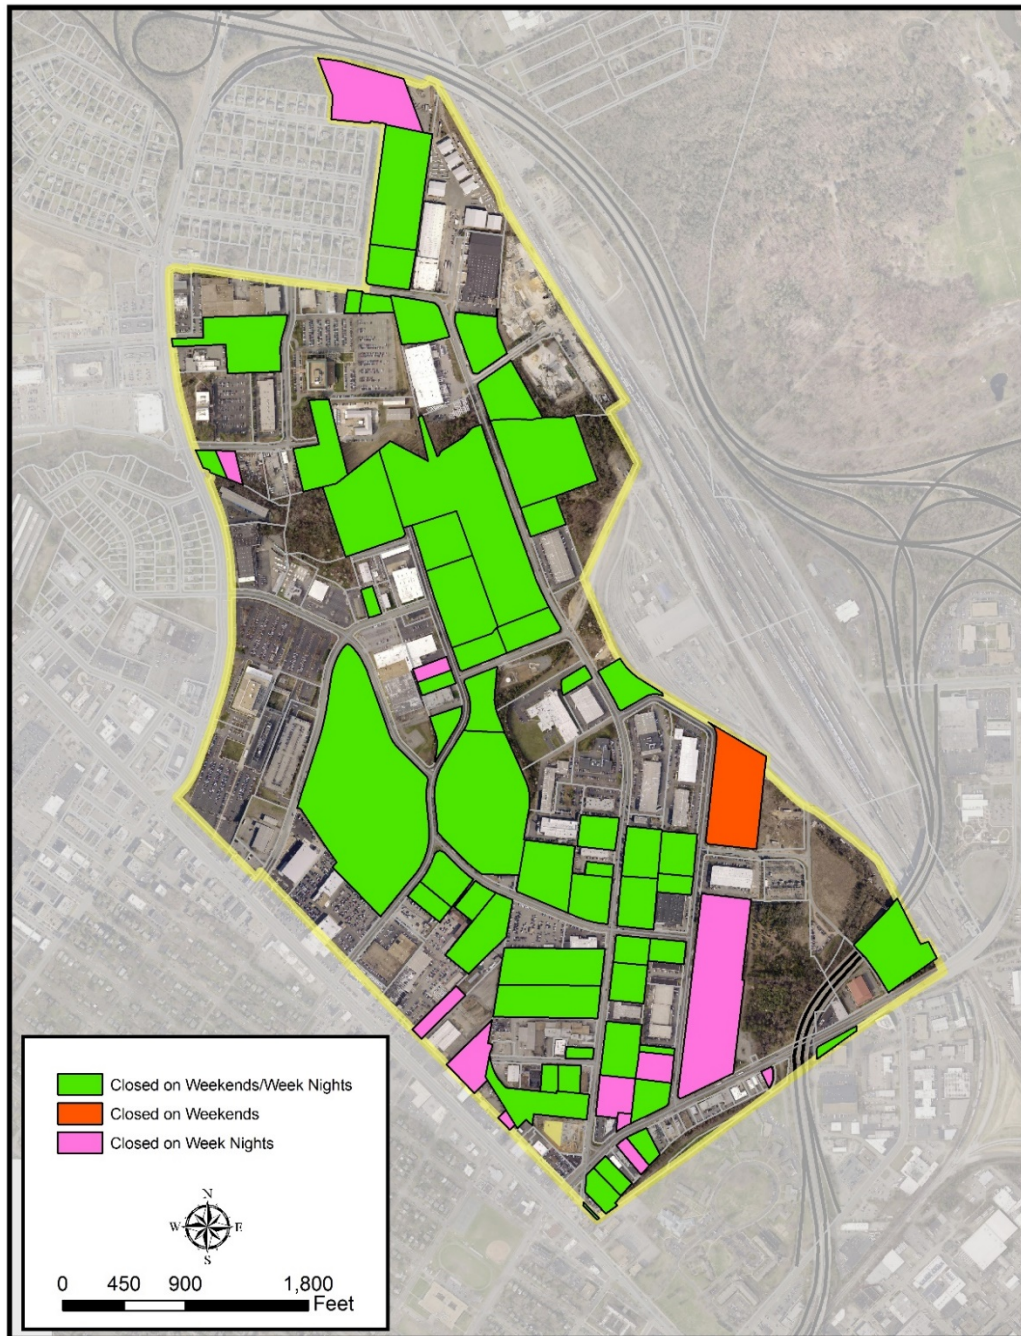 Closed on Weekends/Week Nights
Closed on Weekends
Closed on Week Nights
N
W E
S
0 450 900 1,800
Feet